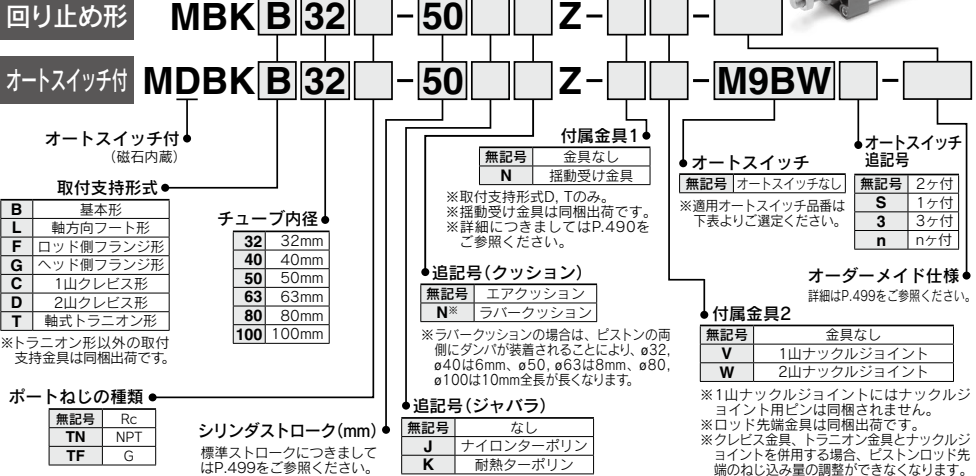 回り止め形 MBK B 32 -50 Z- -
オートスイッチ付 MDBK B 32 -50 Z- - M9BW -
オートスイッチ付
(磁石内蔵)
取付支持形式
B 基本形
L 軸方向フート形
F ロッド側フランジ形
G ヘッド側フランジ形
C 1山クレビス形
D 2山クレビス形
T 軸式トラニオン形
※トラニオン形以外の取付
支持金具は同梱出荷です。
ポートねじの種類
無記号 Rc
TN NPT
TF G
チューブ内径
32 32mm
40 40mm
50 50mm
63 63mm
80 80mm
100 100mm
シリンダストローク(mm)
標準ストロークにつきまして
はP.499をご参照ください。
付属金具1
無記号 金具なし
N 揺動受け金具
※取付支持形式D, Tのみ。
※揺動受け金具は同梱出荷です。
※詳細につきましてはP.490を
ご参照ください。
追記号(クッション)
無記号 エアクッション
N※ ラバークッション
※ラバークッションの場合は、ピストンの両
側にダンパが装着されることにより、ø32,
ø40は6mm、ø50, ø63は8mm、ø80,
ø100は10mm全長が長くなります。
追記号(ジャバラ)
無記号 なし
J ナイロンターポリン
K 耐熱ターポリン
オートスイッチ
無記号 オートスイッチなし
※適用オートスイッチ品番は
下表よりご選定ください。
オートスイッチ
追記号
無記号 2ヶ付
S 1ヶ付
3 3ヶ付
n nヶ付
オーダーメイド仕様
詳細はP.499をご参照ください。
付属金具2
無記号 金具なし
V 1山ナックルジョイント
W 2山ナックルジョイント
※1山ナックルジョイントにはナックルジ
ョイント用ピンは同梱されません。
※ロッド先端金具は同梱出荷です。
※クレビス金具、トラニオン金具とナックルジ
ョイントを併用する場合、ピストンロッド先
端のねじ込み量の調整ができなくなります。